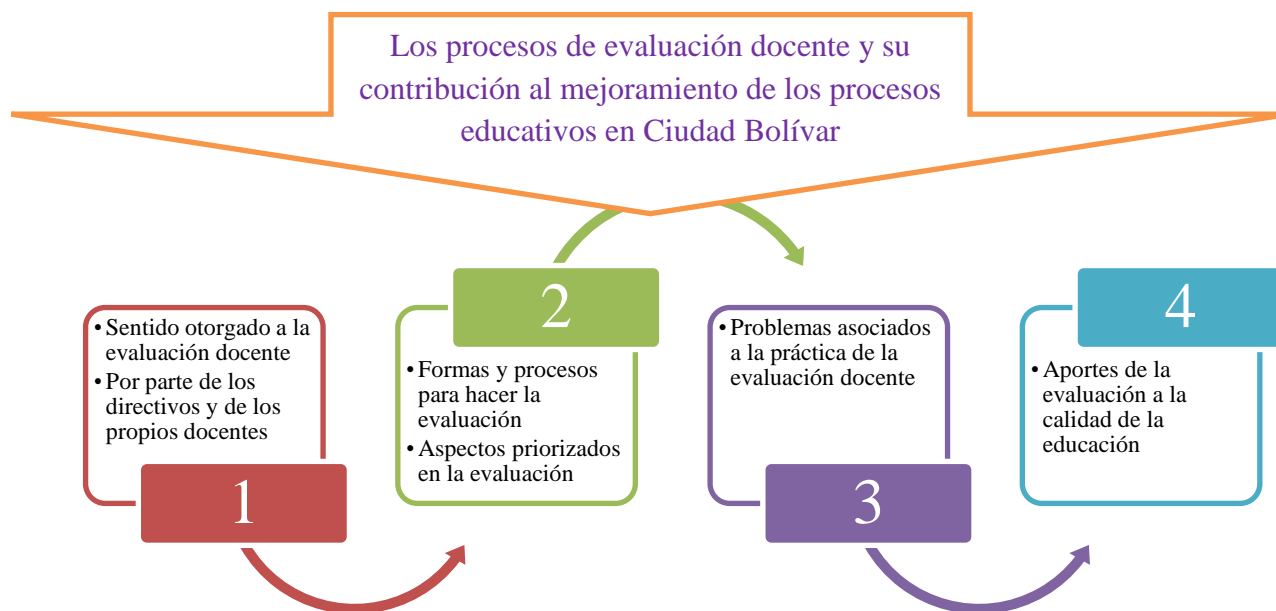 Los procesos de evaluación docente y su
contribución al mejoramiento de los procesos
educativos en Ciudad Bolívar
• Sentido otorgado a la
evaluación docente
• Por parte de los
directivos y de los
propios docentes
1
2
• Formas y procesos
para hacer la
evaluación
• Aspectos priorizados
en la evaluación
• Problemas asociados
a la práctica de la
evaluación docente
3
4
• Aportes de la
evaluación a la
calidad de la
educación